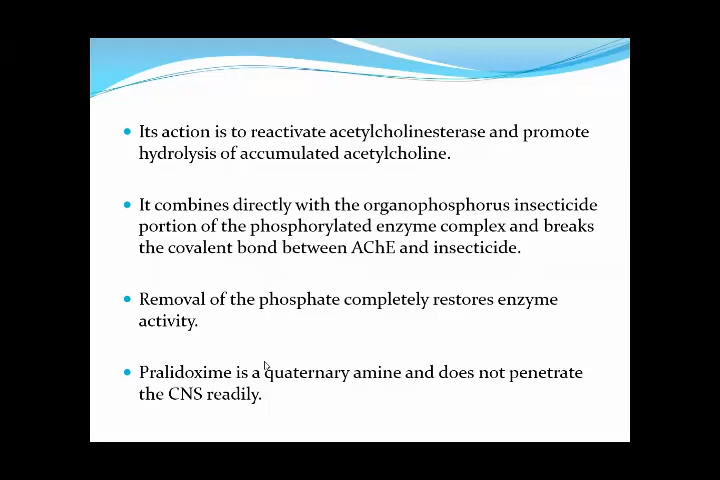 Its action is to reactivate acetylcholinesterase and promote
hydrolysis of accumulated acetylcholine.
It combines directly with the organophosphorus insecticide
portion of the phosphorylated enzyme complex and breaks
the covalent bond between AChE and insecticide.
Removal of the phosphate completely restores enzyme
activity.
Pralidoxime is a quaternary amine and does not penetrate
the CNS readily.